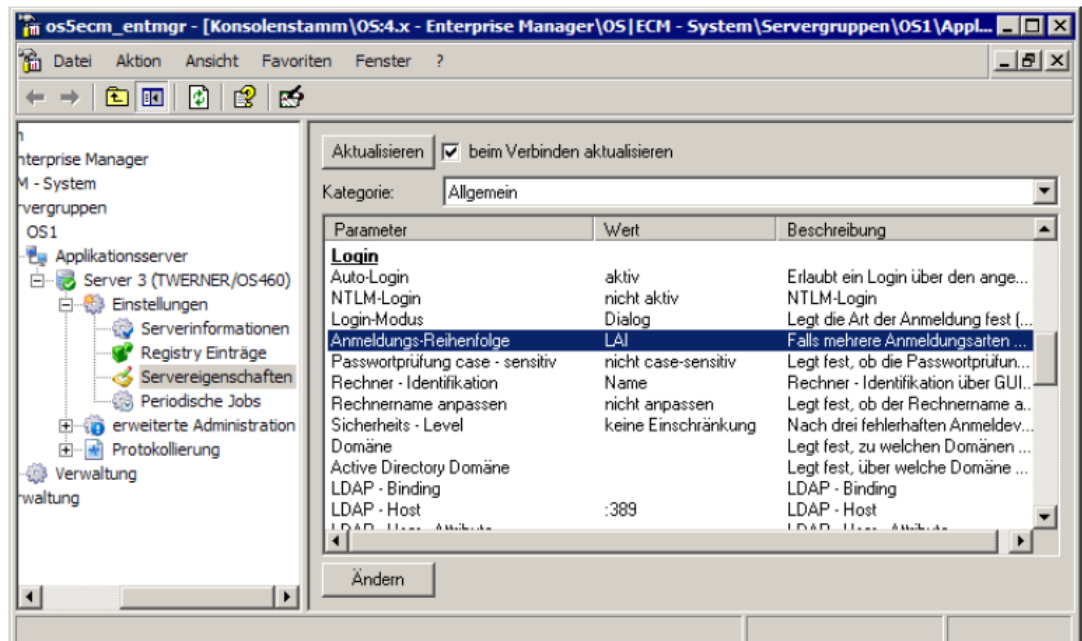 os5ecm_entmgr - [Konsolenstamm\OS:4.x - Enterprise Manager\OS|ECM - System\Servergruppen\OS1\Appl...
Datei Aktion Ansicht Favoriten Fenster ?
nterprise Manager
M - System
rvergruppen
OS1
Applikationsserver
Server 3 (TWERNER/OS460)
Einstellungen
Serverinformationen
Registry Einträge
Servereigenschaften
Periodische Jobs
erweiterte Administration
Protokollierung
Verwaltung
rwaltung
Aktualisieren beim Verbinden aktualisieren
Kategorie: Allgemein
Parameter Wert Beschreibung
Login
Auto-Login aktiv Erlaubt ein Login über den ange...
NTLM-Login nicht aktiv NTLM-Login
Login-Modus Dialog Legt die Art der Anmeldung fest (...
Anmeldungs-Reihenfolge LAI Falls mehrere Anmeldungsarten ...
Passwortprüfung case - sensitiv nicht case-sensitiv Legt fest, ob die Passwortprüfun...
Rechner - Identifikation Name Rechner - Identifikation über GUI...
Rechnername anpassen nicht anpassen Legt fest, ob der Rechnername a...
Sicherheits - Level keine Einschränkung Nach drei fehlerhaften Anmeldev...
Domäne Legt fest, zu welchen Domänen ...
Active Directory Domäne Legt fest, über welche Domäne ...
LDAP - Binding LDAP - Binding
LDAP - Host :389 LDAP - Host
Ändern